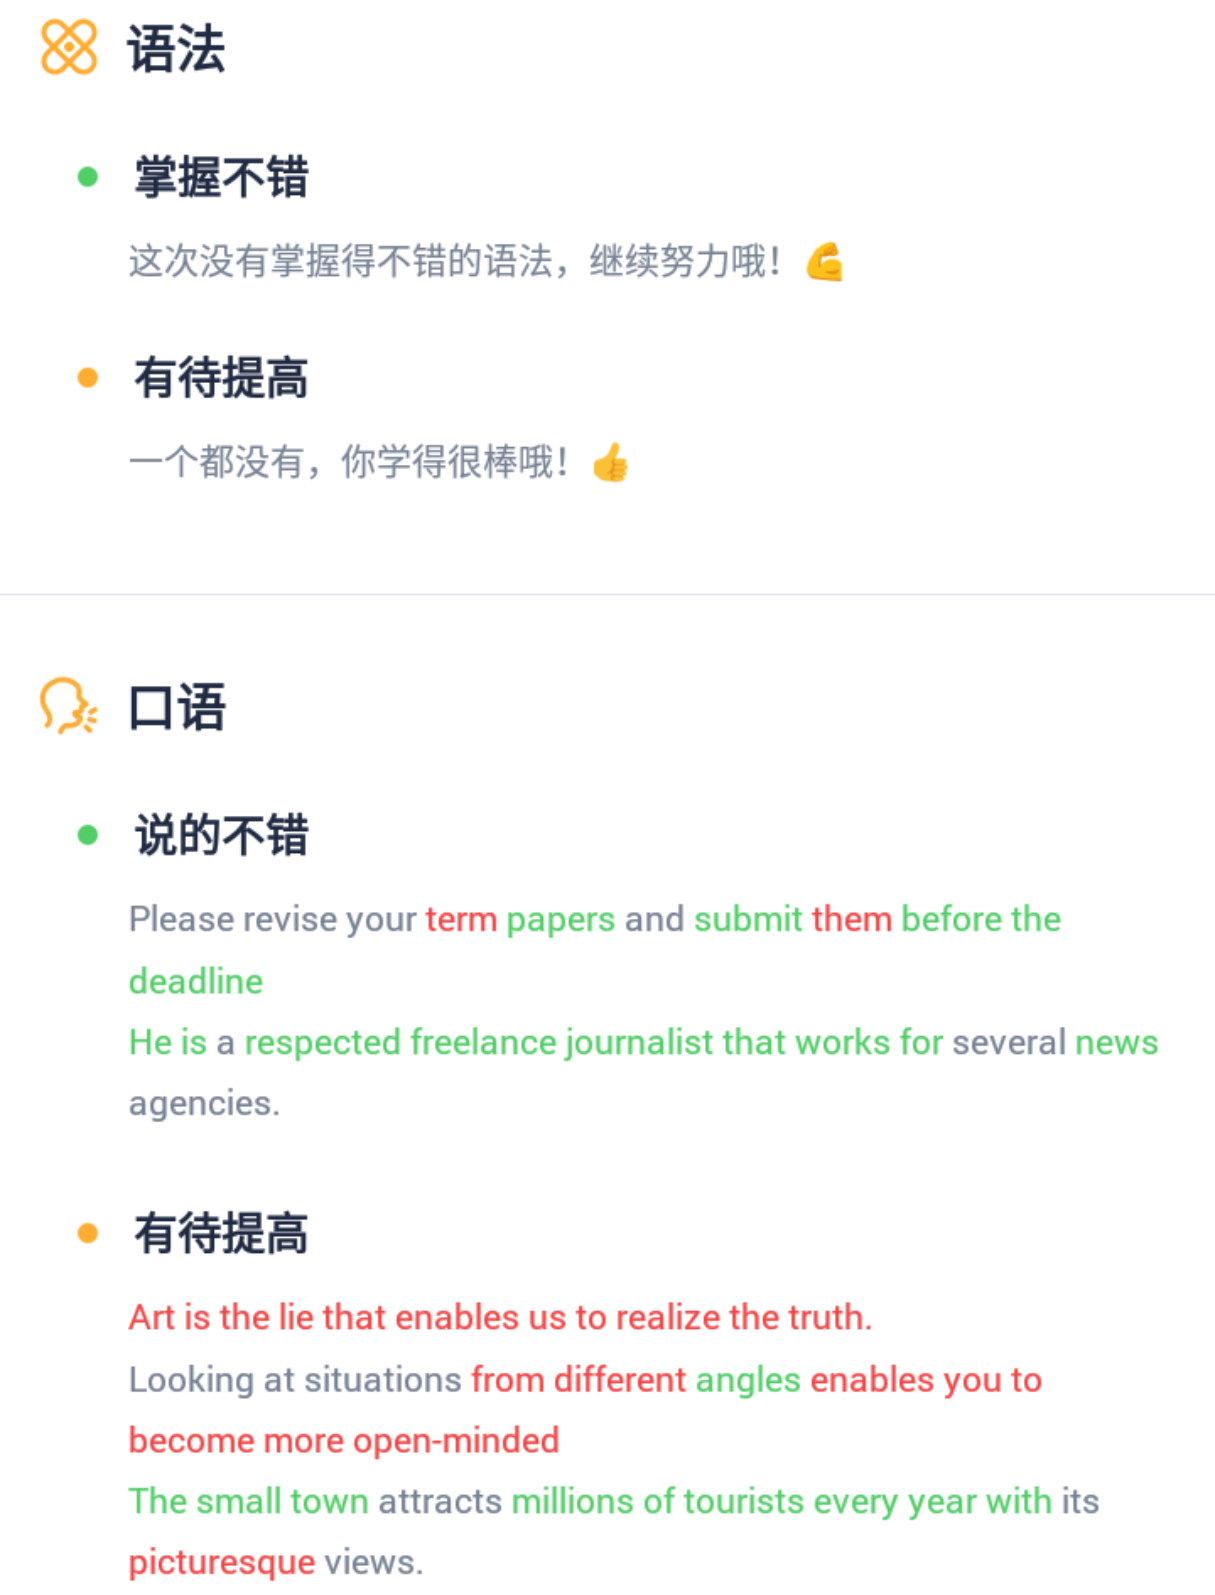 语法
掌握不错
这次没有掌握得不错的语法，继续努力哦！💪
有待提高
一个都没有，你学得很棒哦！👍
口语
说的不错
Please revise your term papers and submit them before the
deadline
He is a respected freelance journalist that works for several news
agencies.
有待提高
Art is the lie that enables us to realize the truth.
Looking at situations from different angles enables you to
become more open-minded
The small town attracts millions of tourists every year with its
picturesque views.